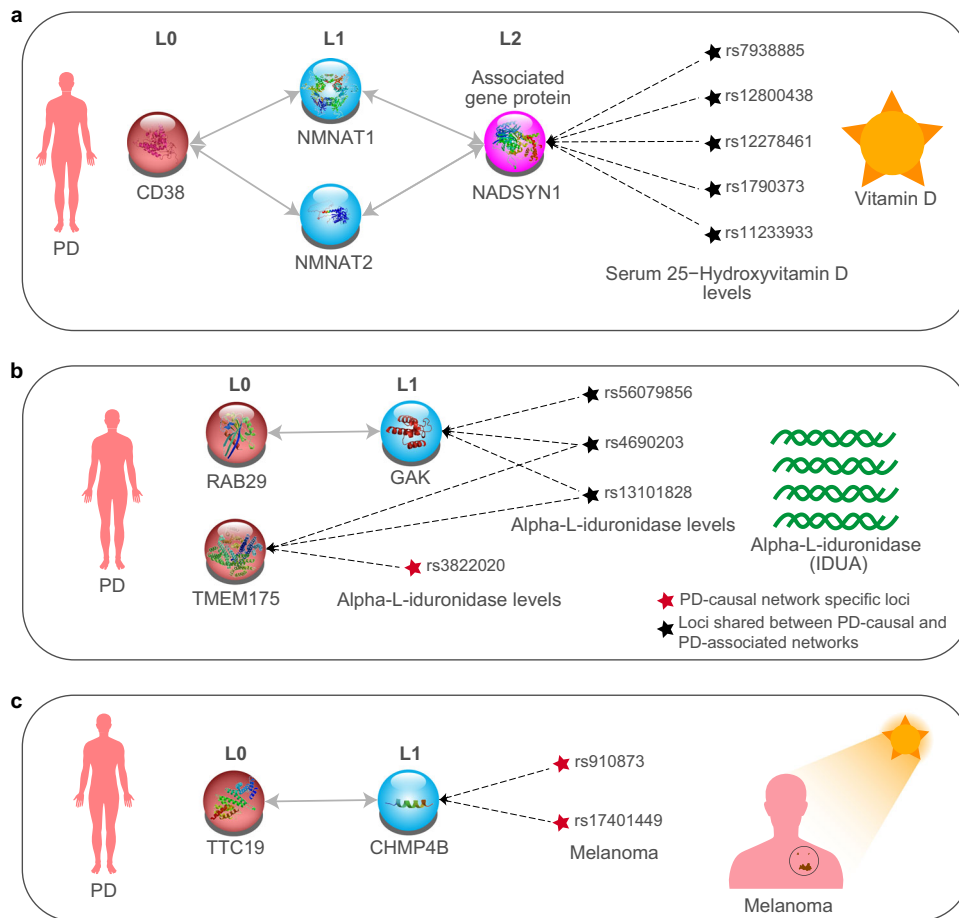 a
L0
L1
L2
Associated
gene protein
CD38
NMNAT1
NMNAT2
NADSYN1
rs7938885
rs12800438
rs12278461
rs1790373
rs11233933
Serum 25−Hydroxyvitamin D
levels
Vitamin D
PD
b
L0
L1
RAB29
GAK
TMEM175
rs56079856
rs4690203
rs13101828
Alpha-L-iduronidase levels
rs3822020
Alpha-L-iduronidase levels
Alpha-L-iduronidase
(IDUA)
PD
PD-causal network specific loci
Loci shared between PD-causal and
PD-associated networks
c
L0
L1
TTC19
CHMP4B
rs910873
rs17401449
Melanoma
PD
Melanoma